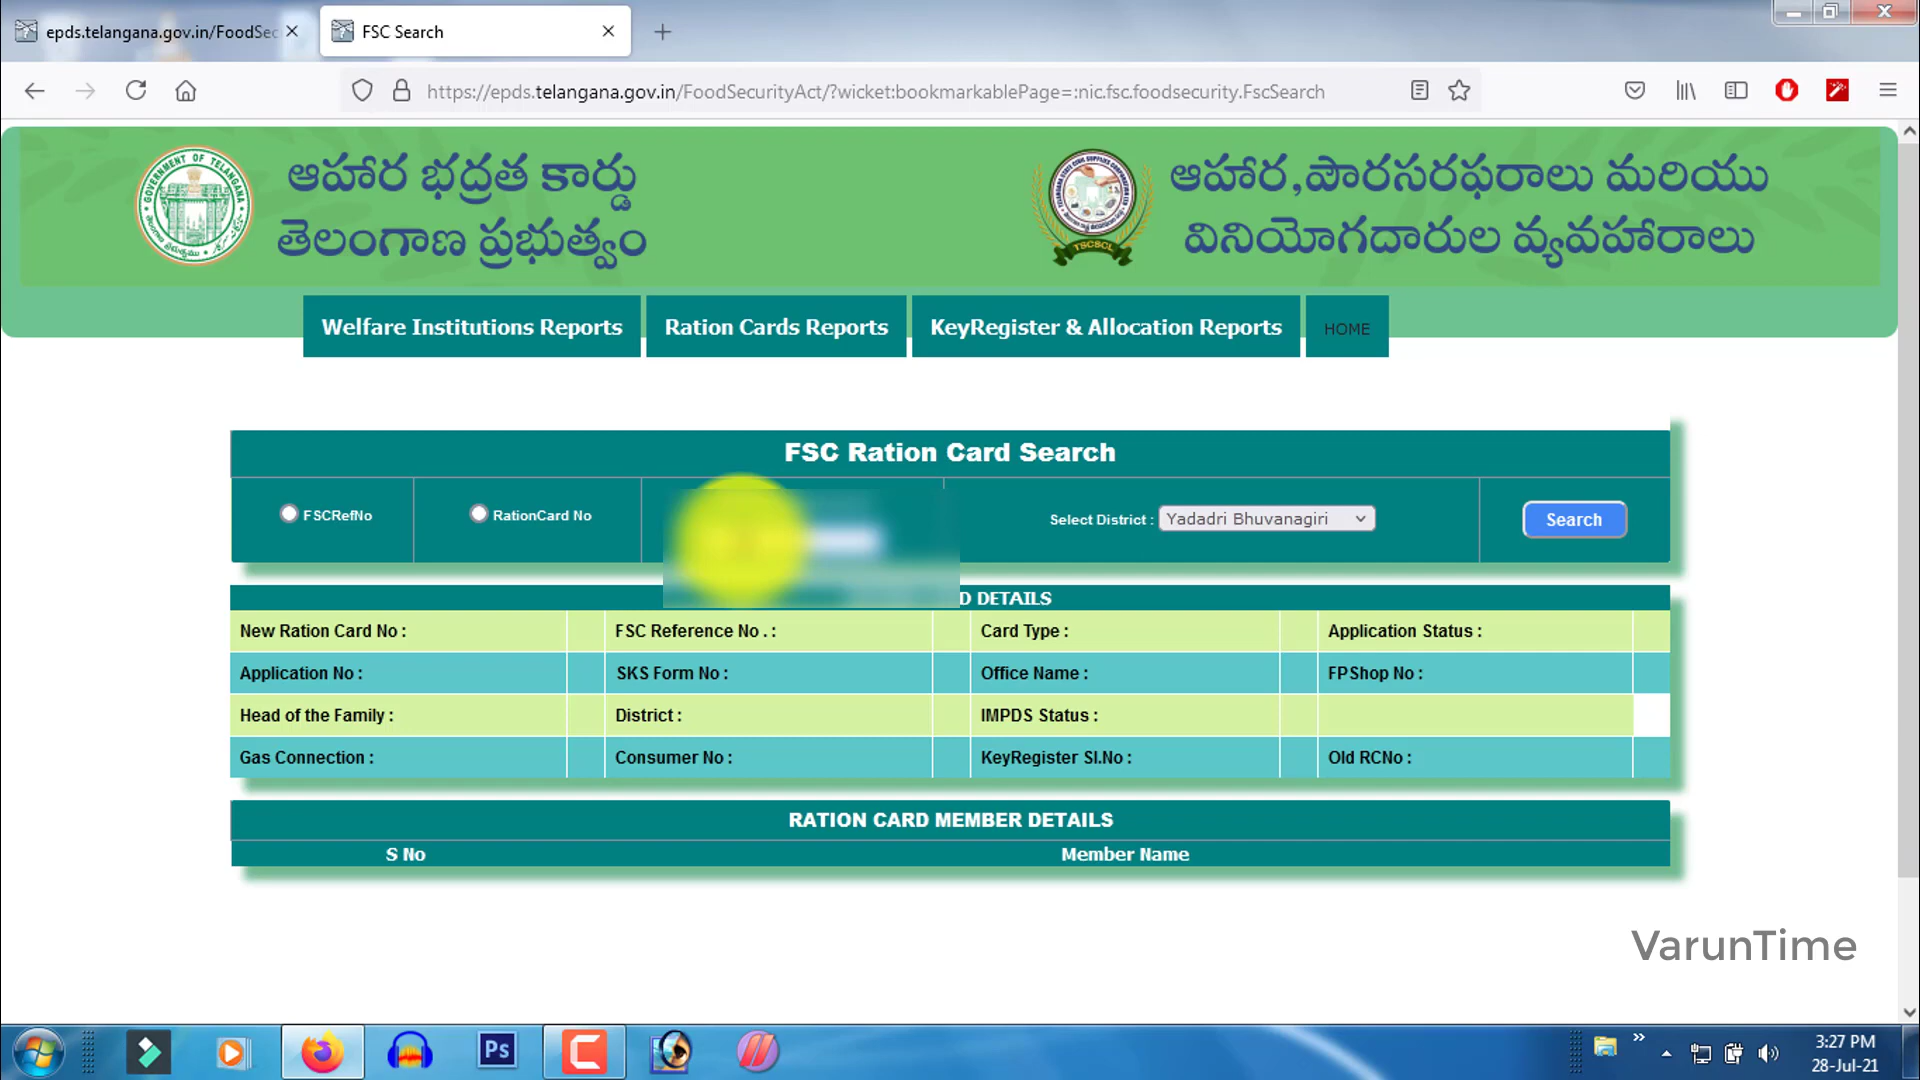 epds.telangana.gov.in/FoodSec
FSC Search
https://epds.telangana.gov.in/FoodSecurityAct/?wicket:bookmarkablePage=:nic.fsc.foodsecurity.FscSearch
ఆహార భద్రత కార్డు
తెలంగాణ ప్రభుత్వం
GOVERNMENT OF TELANGANA
TSCSCL
ఆహార,పౌరసరఫరాలు మరియు
వినియోగదారుల వ్యవహారాలు
Welfare Institutions Reports
Ration Cards Reports
KeyRegister & Allocation Reports
HOME
FSC Ration Card Search
FSCRefNo
RationCard No
Select District :
Yadadri Bhuvanagiri
Search
D DETAILS
New Ration Card No : FSC Reference No . : Card Type : Application Status :
Application No : SKS Form No : Office Name : FPShop No :
Head of the Family : District : IMPDS Status :
Gas Connection : Consumer No : KeyRegister Sl.No : Old RCNo :
RATION CARD MEMBER DETAILS
S No Member Name
VarunTime
Ps
3:27 PM
28-Jul-21